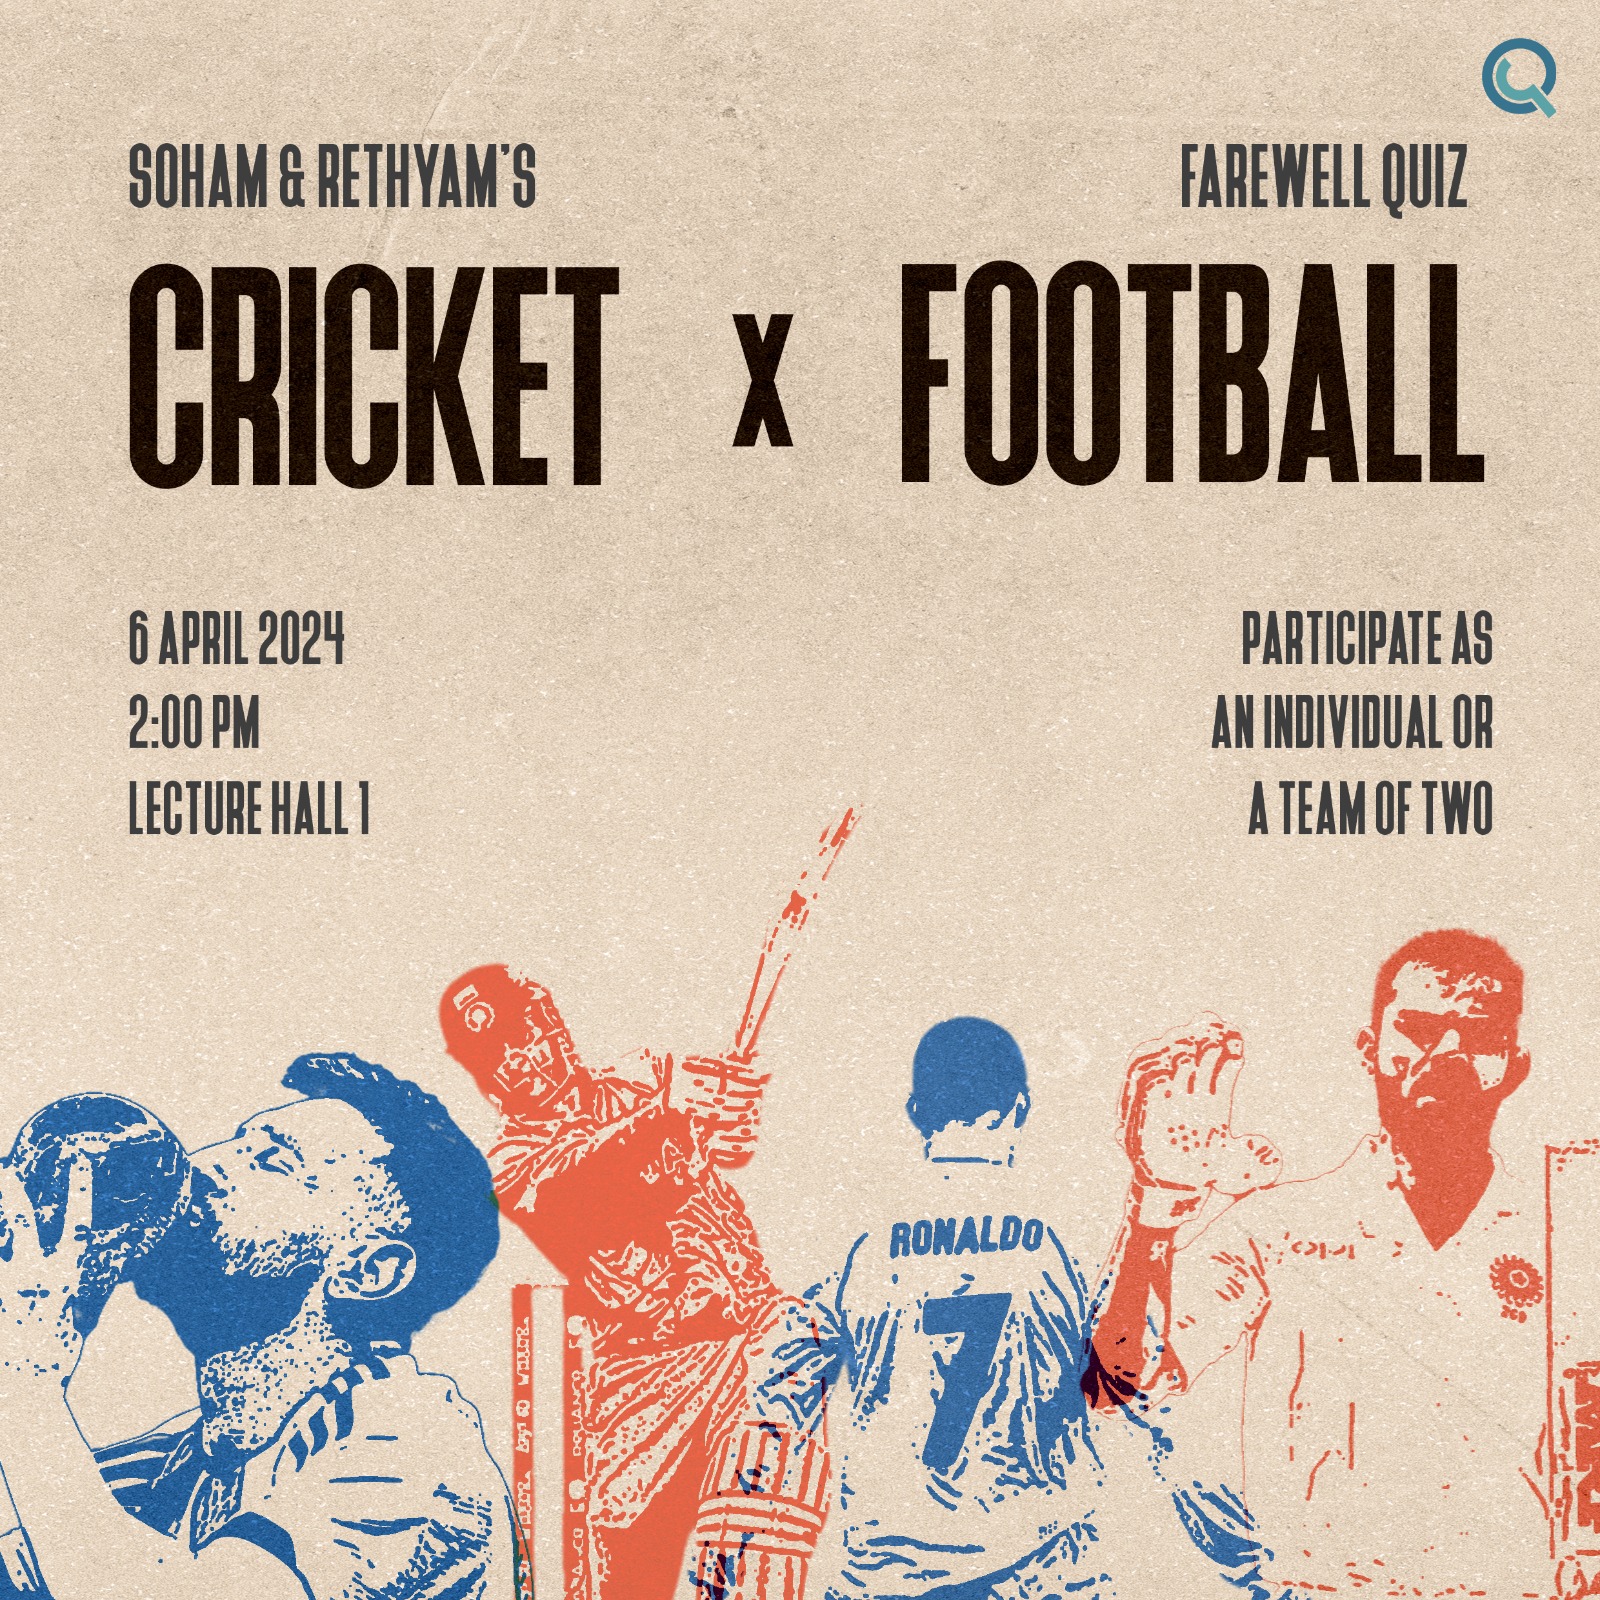 SOHAM & RETHYAM'S
FAREWELL QUIZ
CRICKET X FOOTBALL
6 APRIL 2024
2:00 PM
LECTURE HALL 1
PARTICIPATE AS
AN INDIVIDUAL OR
A TEAM OF TWO
RONALDO
7